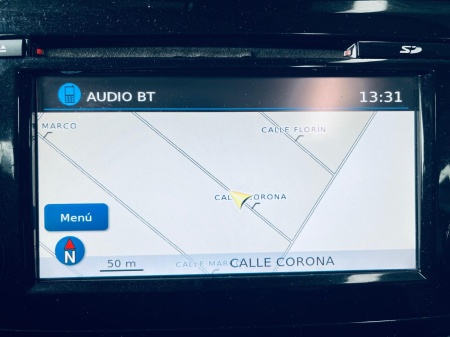 SD
AUDIO BT
13:31
MARCO
CALLE FLORIN
CORONA
Menú
N
50 m
CALLE CORONA